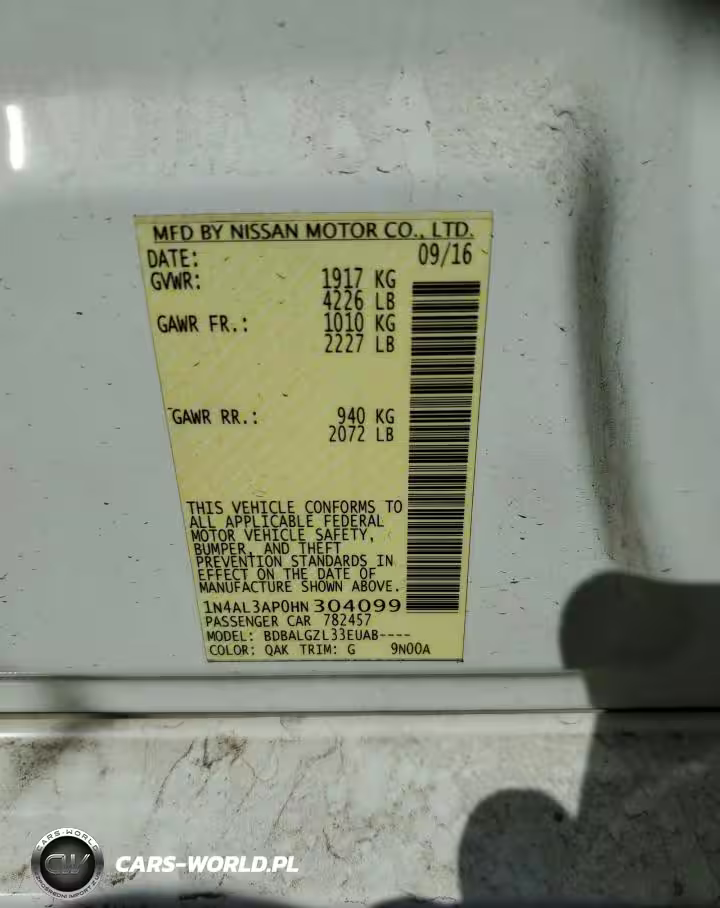 MFD BY NISSAN MOTOR CO., LTD.
DATE: 09/16
GVWR: 1917 KG
4226 LB
GAWR FR.: 1010 KG
2227 LB
GAWR RR.: 940 KG
2072 LB
THIS VEHICLE CONFORMS TO
ALL APPLICABLE FEDERAL
MOTOR VEHICLE SAFETY,
BUMPER, AND THEFT
PREVENTION STANDARDS IN
EFFECT ON THE DATE OF
MANUFACTURE SHOWN ABOVE.
1N4AL3AP0HN304099
PASSENGER CAR 782457
MODEL: BDBALGZL33EUAB----
COLOR: QAK TRIM: G 9N00A
CARS-WORLD
CW
CARS-WORLD.PL